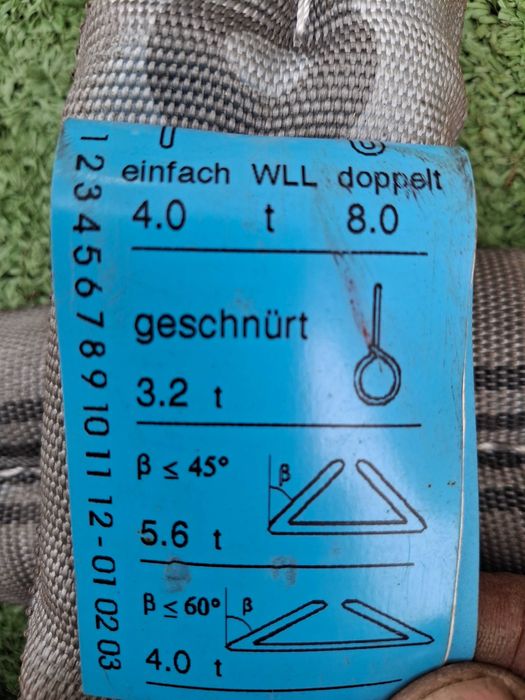 einfach WLL doppelt
4.0 t 8.0
geschnürt
3.2 t
β ≤ 45° β
5.6 t
β ≤ 60° β
4.0 t
1 2 3 4 5 6 7 8 9 10 11 12 - 01 02 03